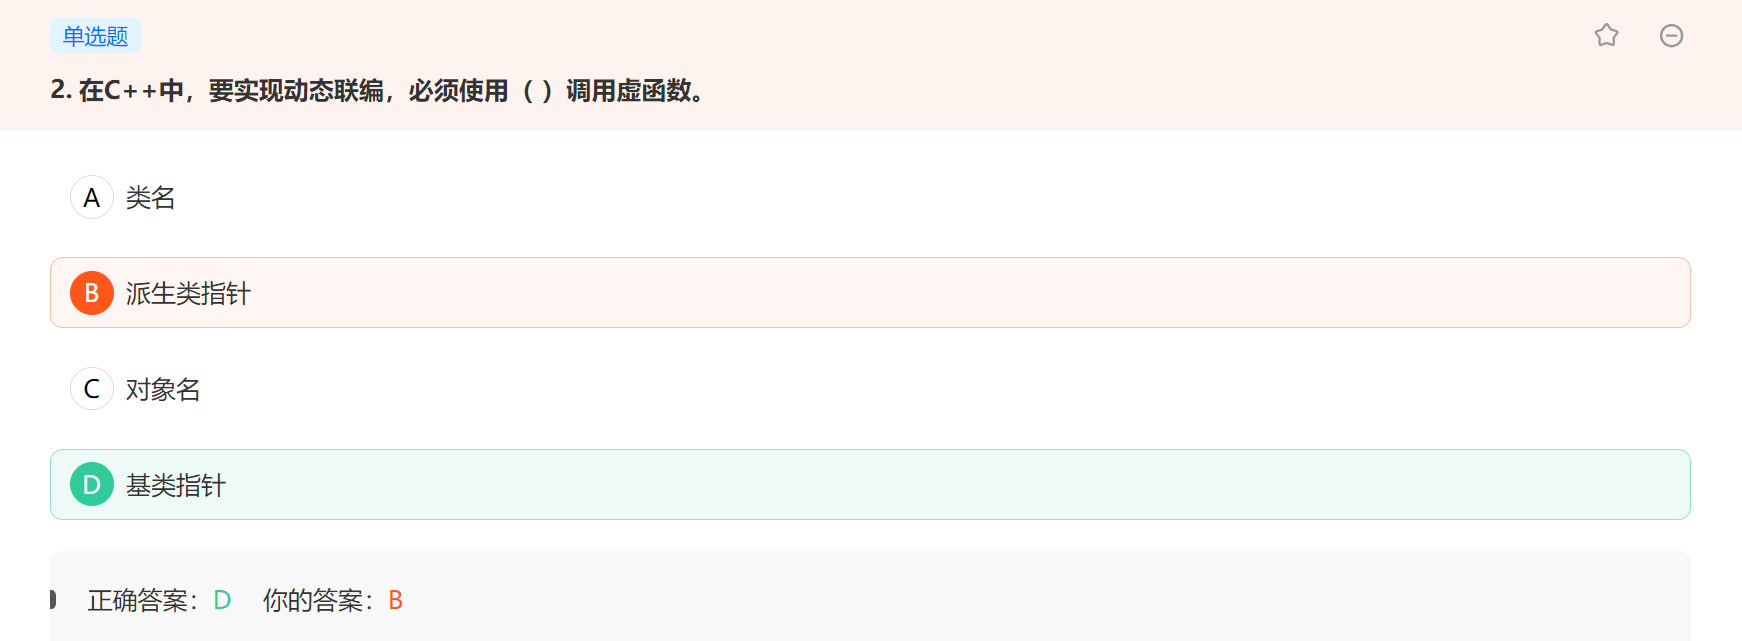 单选题
2. 在C++中，要实现动态联编，必须使用（ ）调用虚函数。
A 类名
B 派生类指针
C 对象名
D 基类指针
正确答案：D 你的答案：B